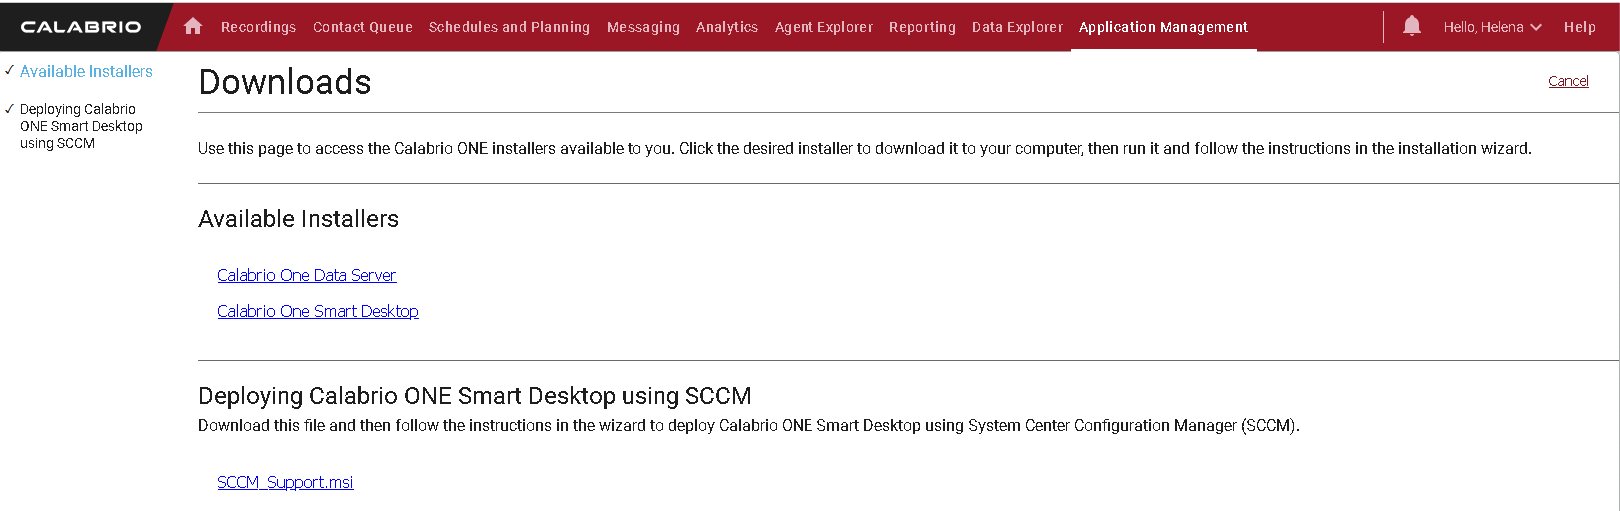 CALABRIO
Recordings Contact Queue Schedules and Planning Messaging Analytics Agent Explorer Reporting Data Explorer Application Management Hello, Helena Help
Available Installers
Deploying Calabrio
ONE Smart Desktop
using SCCM
Downloads
Cancel
Use this page to access the Calabrio ONE installers available to you. Click the desired installer to download it to your computer, then run it and follow the instructions in the installation wizard.
Available Installers
Calabrio One Data Server
Calabrio One Smart Desktop
Deploying Calabrio ONE Smart Desktop using SCCM
Download this file and then follow the instructions in the wizard to deploy Calabrio ONE Smart Desktop using System Center Configuration Manager (SCCM).
SCCM_Support.msi